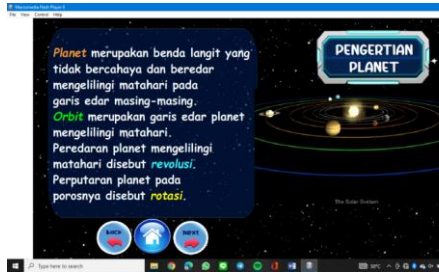 Macromedia Flash Player 8
File View Control Help
Planet merupakan benda langit yang
tidak bercahaya dan beredar
mengelilingi matahari pada
garis edar masing-masing.
Orbit merupakan garis edar planet
mengelilingi matahari.
Peredaran planet mengelilingi
matahari disebut revolusi.
Perputaran planet pada
porosnya disebut rotasi.
PENGERTIAN
PLANET
The Solar System
BACK
NEXT
Type here to search